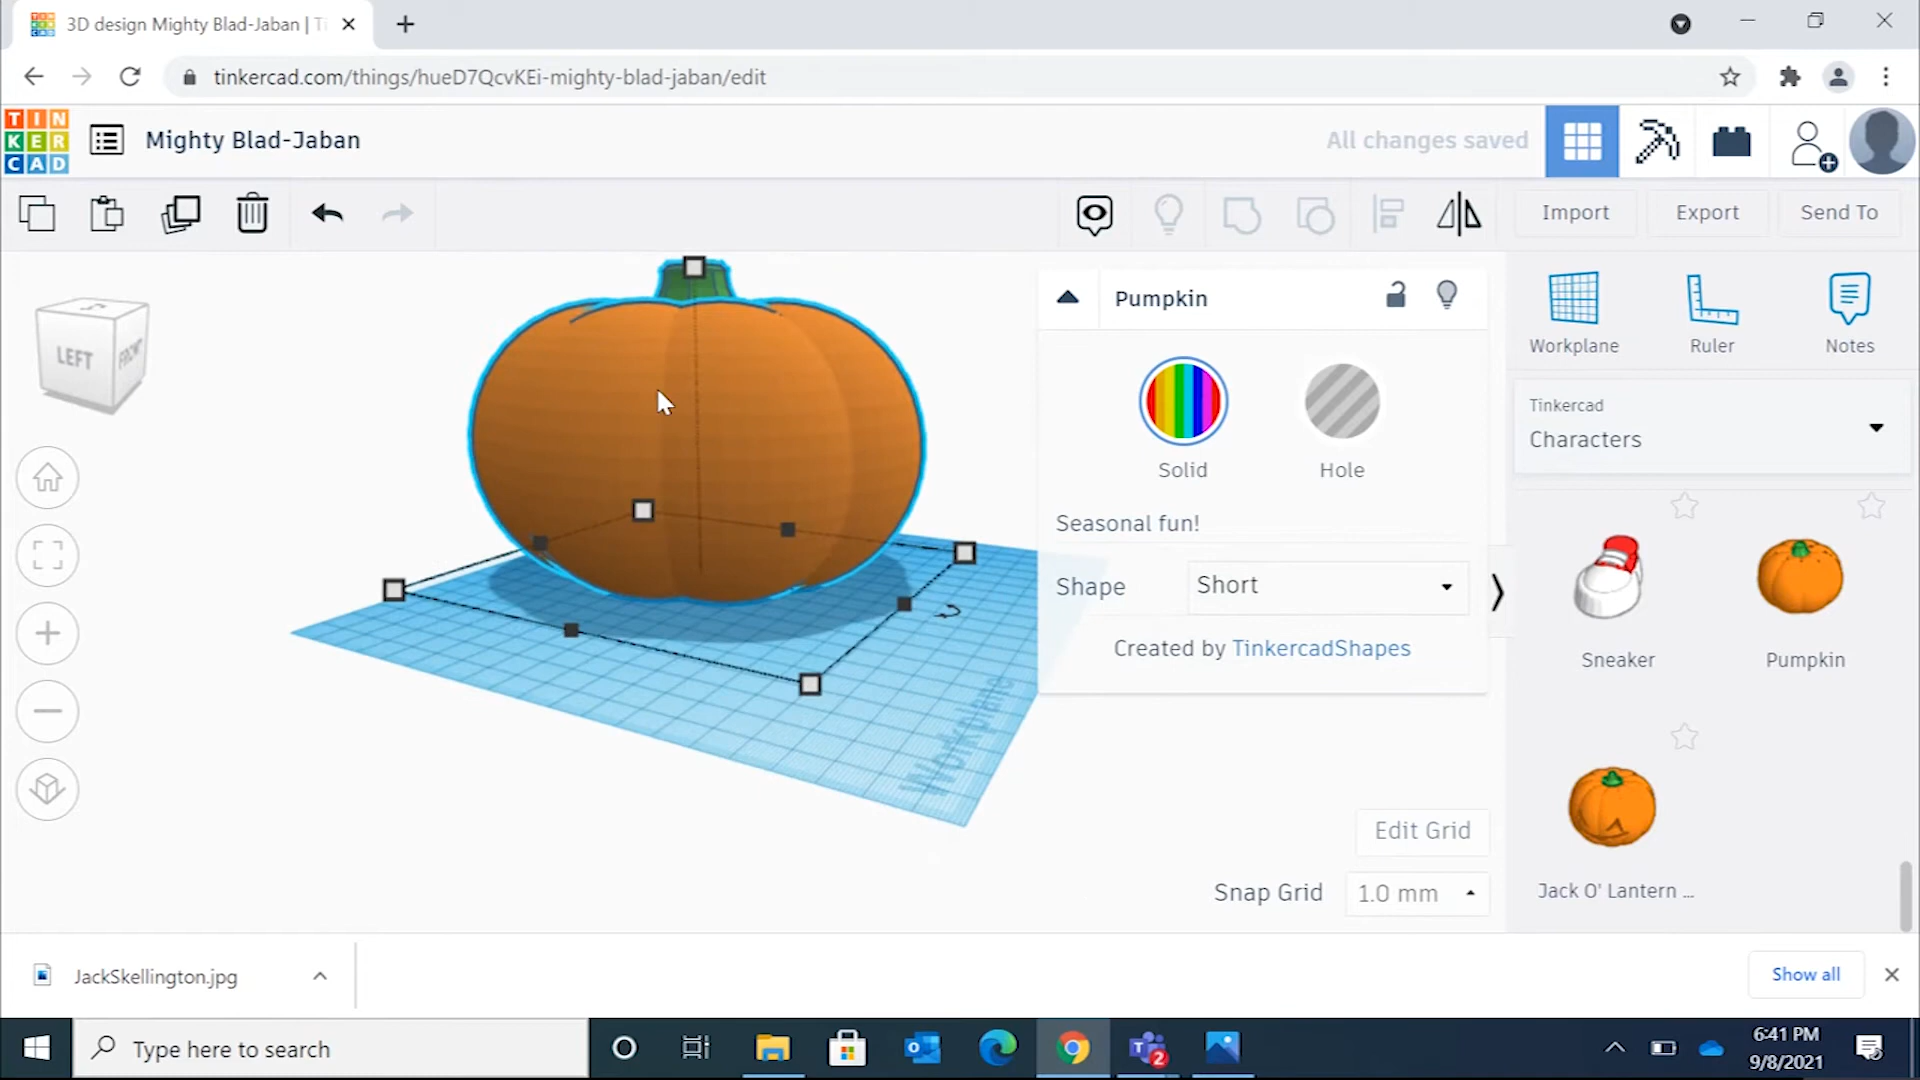 3D design Mighty Blad-Jaban | Ti
tinkercad.com/things/hueD7QcvKEi-mighty-blad-jaban/edit
TIN
KER
CAD
Mighty Blad-Jaban
All changes saved
Import
Export
Send To
LEFT
FRONT
Pumpkin
Solid
Hole
Seasonal fun!
Shape
Short
Created by TinkercadShapes
Workplane
Workplane
Ruler
Notes
Tinkercad
Characters
Sneaker
Pumpkin
Jack O' Lantern ...
Edit Grid
Snap Grid
1.0 mm
JackSkellington.jpg
Show all
Type here to search
2
6:41 PM
9/8/2021